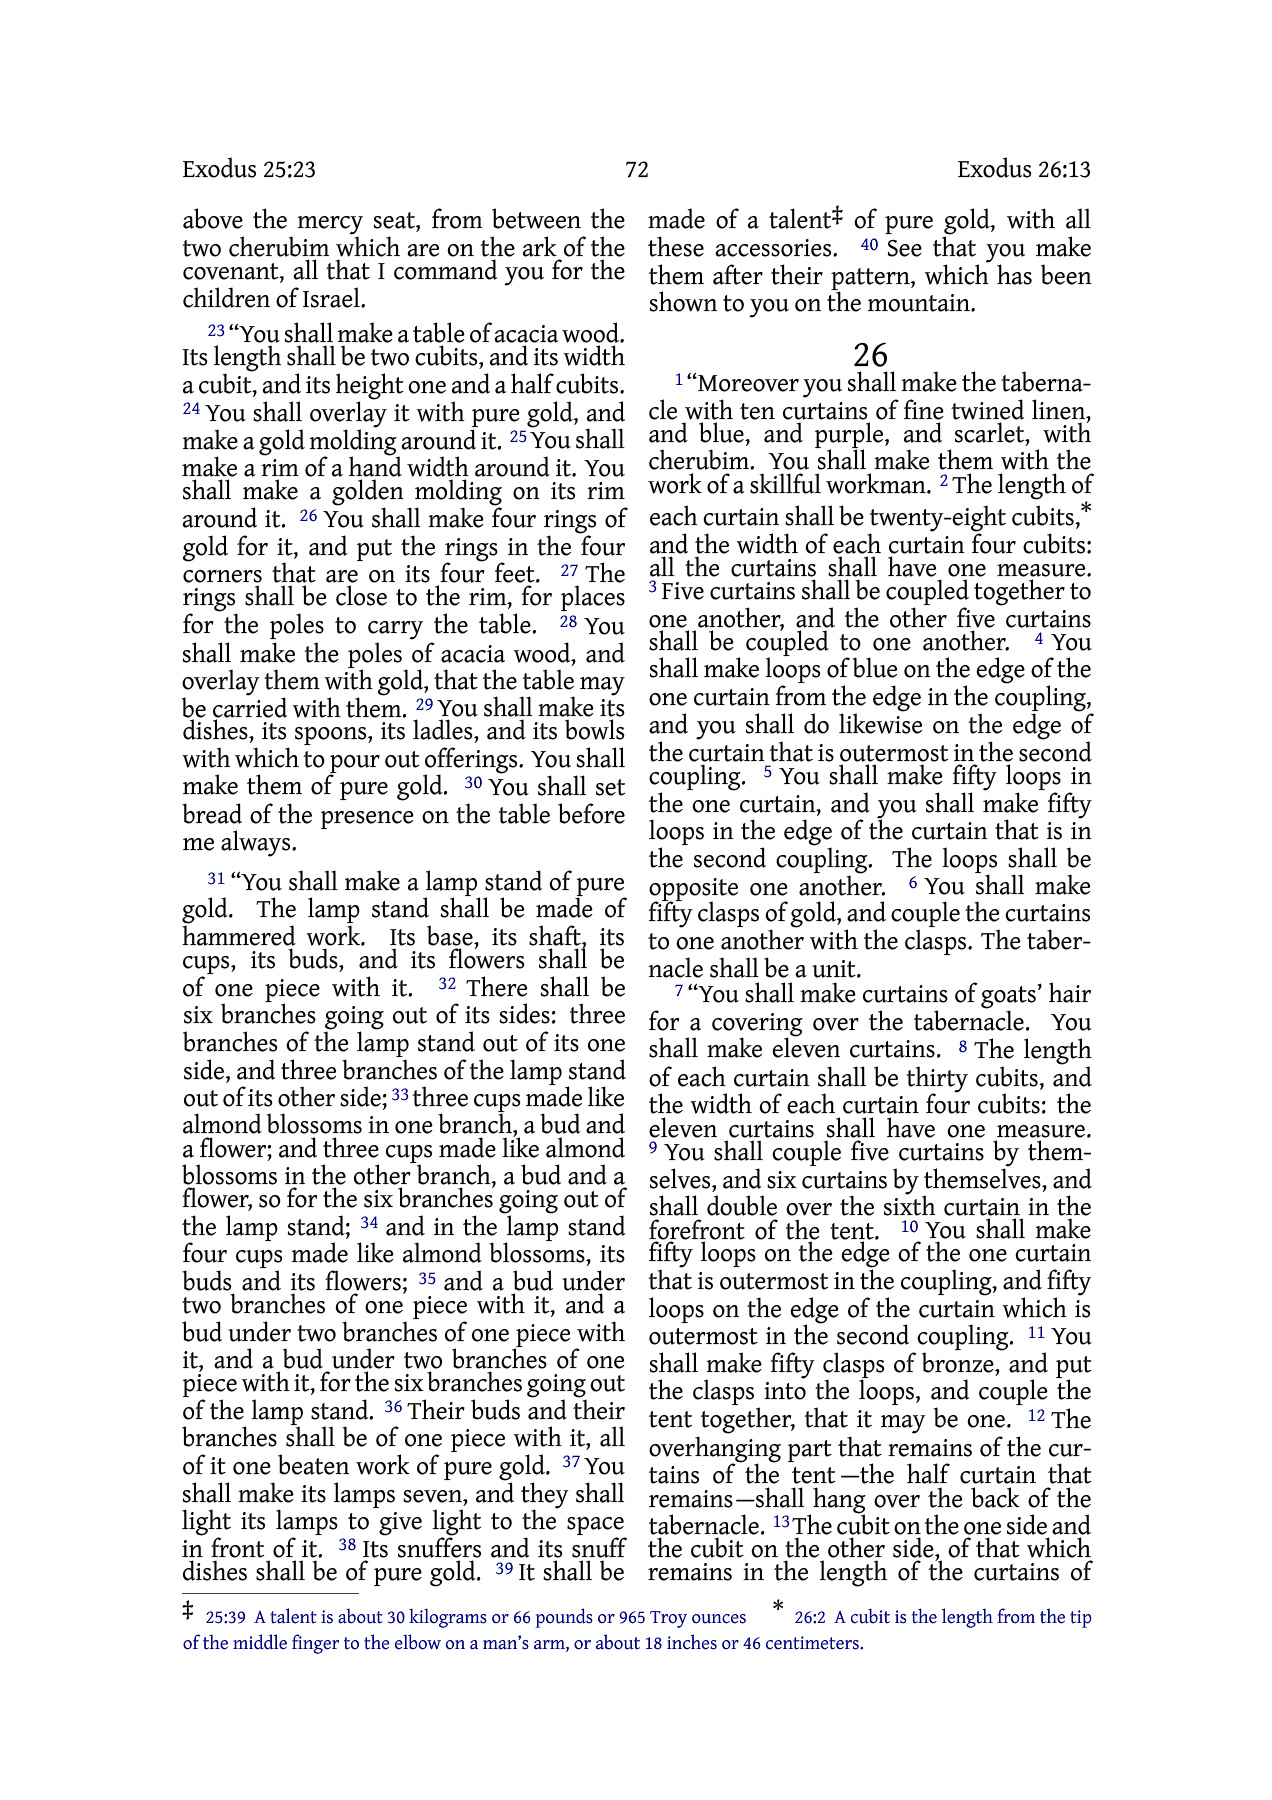 Exodus 25:23 72 Exodus 26:13
above the mercy seat, from between the
two cherubim which are on the ark of the
covenant, all that I command you for the
children of Israel.
23 “You shall make a table of acacia wood.
Its length shall be two cubits, and its width
a cubit, and its height one and a half cubits.
24 You shall overlay it with pure gold, and
make a gold molding around it. 25 You shall
make a rim of a hand width around it. You
shall make a golden molding on its rim
around it. 26 You shall make four rings of
gold for it, and put the rings in the four
corners that are on its four feet. 27 The
rings shall be close to the rim, for places
for the poles to carry the table. 28 You
shall make the poles of acacia wood, and
overlay them with gold, that the table may
be carried with them. 29 You shall make its
dishes, its spoons, its ladles, and its bowls
with which to pour out offerings. You shall
make them of pure gold. 30 You shall set
bread of the presence on the table before
me always.
31 “You shall make a lamp stand of pure
gold. The lamp stand shall be made of
hammered work. Its base, its shaft, its
cups, its buds, and its flowers shall be
of one piece with it. 32 There shall be
six branches going out of its sides: three
branches of the lamp stand out of its one
side, and three branches of the lamp stand
out of its other side; 33 three cups made like
almond blossoms in one branch, a bud and
a flower; and three cups made like almond
blossoms in the other branch, a bud and a
flower, so for the six branches going out of
the lamp stand; 34 and in the lamp stand
four cups made like almond blossoms, its
buds and its flowers; 35 and a bud under
two branches of one piece with it, and a
bud under two branches of one piece with
it, and a bud under two branches of one
piece with it, for the six branches going out
of the lamp stand. 36 Their buds and their
branches shall be of one piece with it, all
of it one beaten work of pure gold. 37 You
shall make its lamps seven, and they shall
light its lamps to give light to the space
in front of it. 38 Its snuffers and its snuff
dishes shall be of pure gold. 39 It shall be
made of a talent‡ of pure gold, with all
these accessories. 40 See that you make
them after their pattern, which has been
shown to you on the mountain.
26
1 “Moreover you shall make the taberna-
cle with ten curtains of fine twined linen,
and blue, and purple, and scarlet, with
cherubim. You shall make them with the
work of a skillful workman. 2 The length of
each curtain shall be twenty-eight cubits,*
and the width of each curtain four cubits:
all the curtains shall have one measure.
3 Five curtains shall be coupled together to
one another, and the other five curtains
shall be coupled to one another. 4 You
shall make loops of blue on the edge of the
one curtain from the edge in the coupling,
and you shall do likewise on the edge of
the curtain that is outermost in the second
coupling. 5 You shall make fifty loops in
the one curtain, and you shall make fifty
loops in the edge of the curtain that is in
the second coupling. The loops shall be
opposite one another. 6 You shall make
fifty clasps of gold, and couple the curtains
to one another with the clasps. The taber-
nacle shall be a unit.
7 “You shall make curtains of goats’ hair
for a covering over the tabernacle. You
shall make eleven curtains. 8 The length
of each curtain shall be thirty cubits, and
the width of each curtain four cubits: the
eleven curtains shall have one measure.
9 You shall couple five curtains by them-
selves, and six curtains by themselves, and
shall double over the sixth curtain in the
forefront of the tent. 10 You shall make
fifty loops on the edge of the one curtain
that is outermost in the coupling, and fifty
loops on the edge of the curtain which is
outermost in the second coupling. 11 You
shall make fifty clasps of bronze, and put
the clasps into the loops, and couple the
tent together, that it may be one. 12 The
overhanging part that remains of the cur-
tains of the tent—the half curtain that
remains—shall hang over the back of the
tabernacle. 13 The cubit on the one side and
the cubit on the other side, of that which
remains in the length of the curtains of
‡ 25:39 A talent is about 30 kilograms or 66 pounds or 965 Troy ounces * 26:2 A cubit is the length from the tip
of the middle finger to the elbow on a man’s arm, or about 18 inches or 46 centimeters.